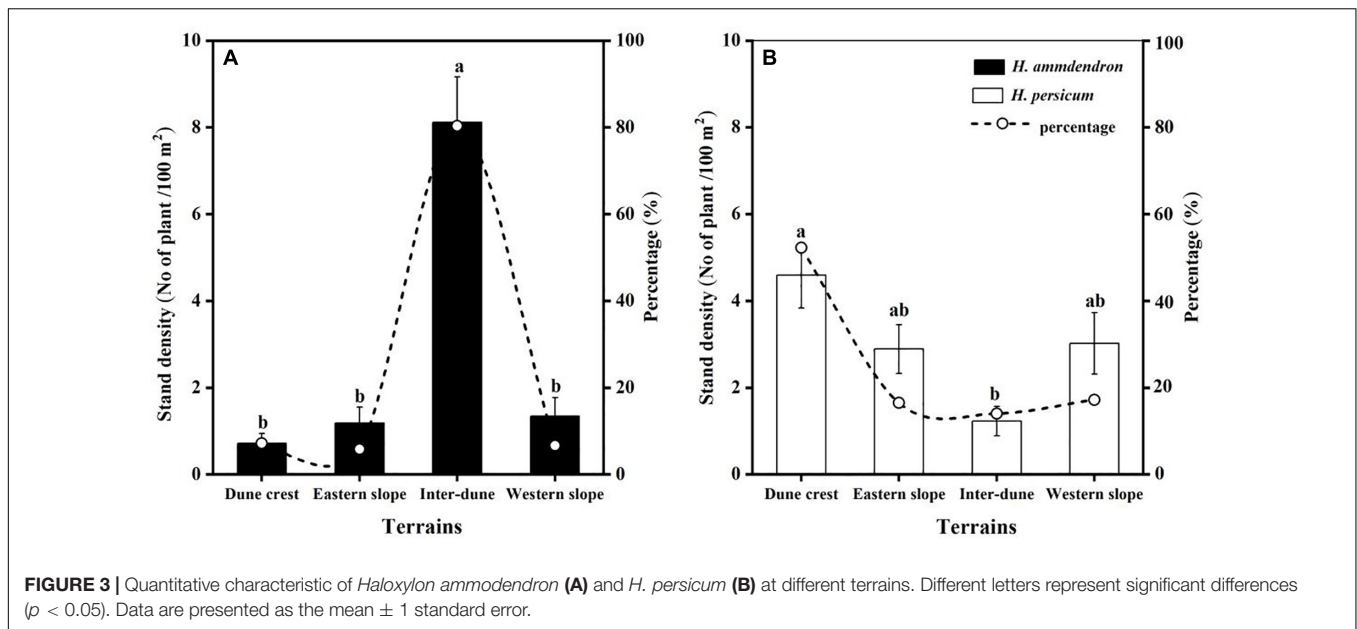 A
10
8
6
4
2
0
Stand density (No of plant /100 m²)
100
80
60
40
20
0
Percentage (%)
b
b
a
b
Dune crest
Eastern slope
Inter-dune
Western slope
Terrains
B
H. ammdendron
H. persicum
percentage
10
8
6
4
2
0
Stand density (No of plant /100 m²)
100
80
60
40
20
0
Percentage (%)
a
ab
b
ab
Dune crest
Eastern slope
Inter-dune
Western slope
Terrains
FIGURE 3 | Quantitative characteristic of Haloxylon ammodendron (A) and H. persicum (B) at different terrains. Different letters represent significant differences
(p < 0.05). Data are presented as the mean ± 1 standard error.